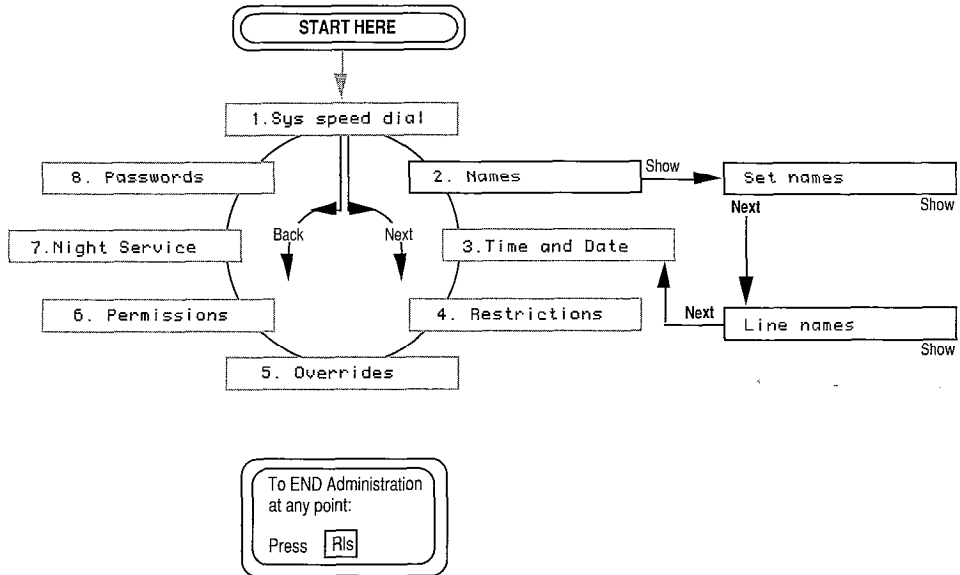 START HERE
1.Sys speed dial
8. Passwords
2. Names
Show
Set names
Show
Next
7.Night Service
Back
Next
3.Time and Date
6. Permissions
4. Restrictions
Next
Line names
Show
5. Overrides
To END Administration
at any point:
Press Rls